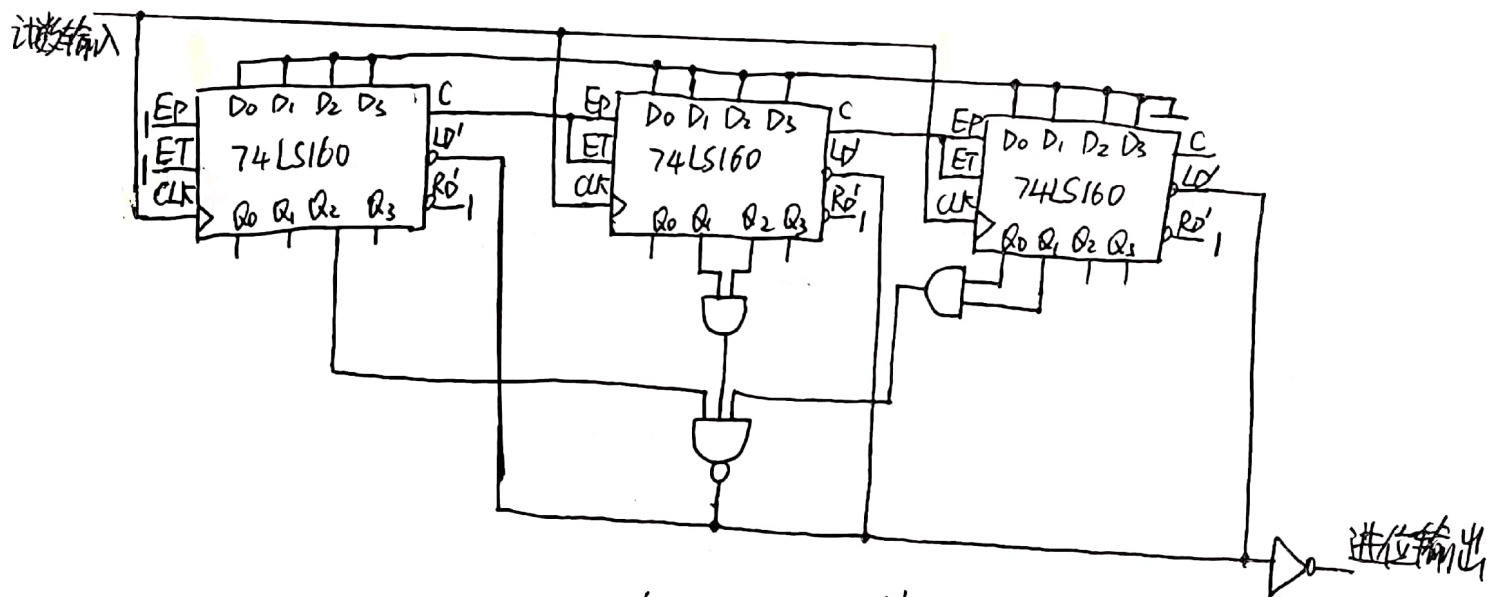 计数输入
EP D0 D1 D2 D3 C
1 ET 74LS160 LD'
1 CLK RD' 1
Q0 Q1 Q2 Q3
EP D0 D1 D2 D3 C
ET 74LS160 LD'
CLK RD' 1
Q0 Q1 Q2 Q3
EP D0 D1 D2 D3 C
ET 74LS160 LD'
CLK RD' 1
Q0 Q1 Q2 Q3
进位输出